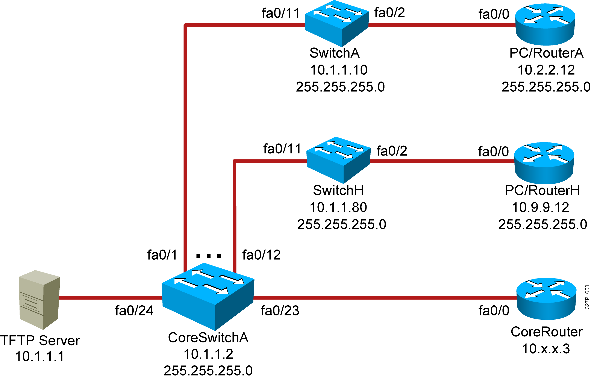 fa0/11
fa0/2
fa0/0
SwitchA
10.1.1.10
255.255.255.0
PC/RouterA
10.2.2.12
255.255.255.0
fa0/11
fa0/2
fa0/0
SwitchH
10.1.1.80
255.255.255.0
PC/RouterH
10.9.9.12
255.255.255.0
fa0/1
...
fa0/12
fa0/24
fa0/23
fa0/0
TFTP Server
10.1.1.1
CoreSwitchA
10.1.1.2
255.255.255.0
CoreRouter
10.x.x.3